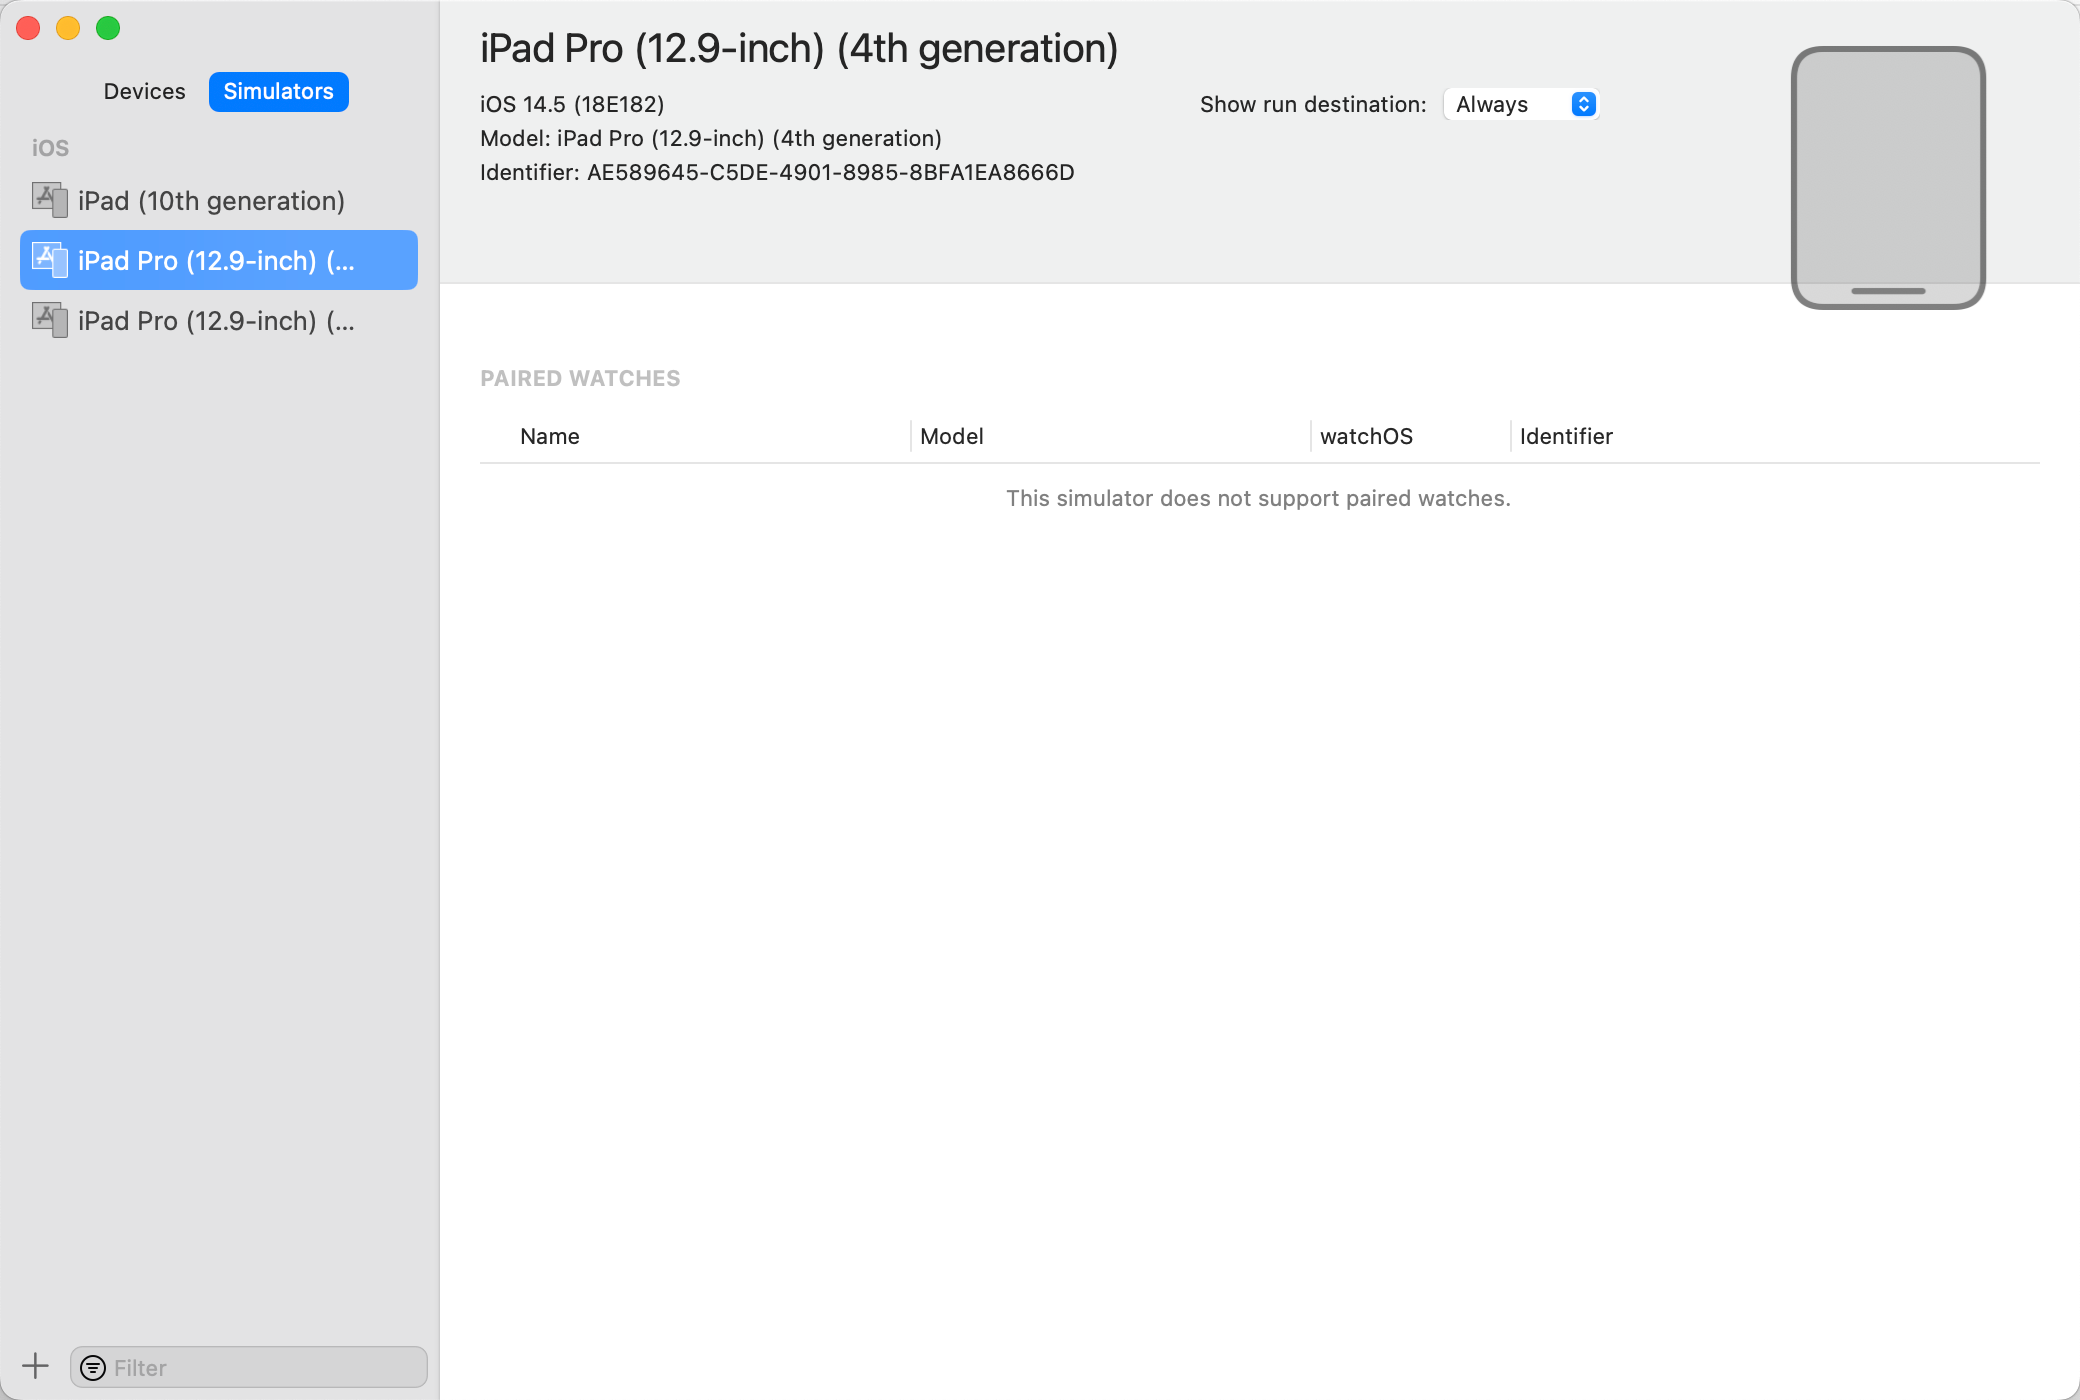 Devices
Simulators
iOS
iPad (10th generation)
iPad Pro (12.9-inch) (...
iPad Pro (12.9-inch) (...
Filter
iPad Pro (12.9-inch) (4th generation)
iOS 14.5 (18E182)
Model: iPad Pro (12.9-inch) (4th generation)
Identifier: AE589645-C5DE-4901-8985-8BFA1EA8666D
Show run destination: Always
PAIRED WATCHES
Name Model watchOS Identifier
This simulator does not support paired watches.